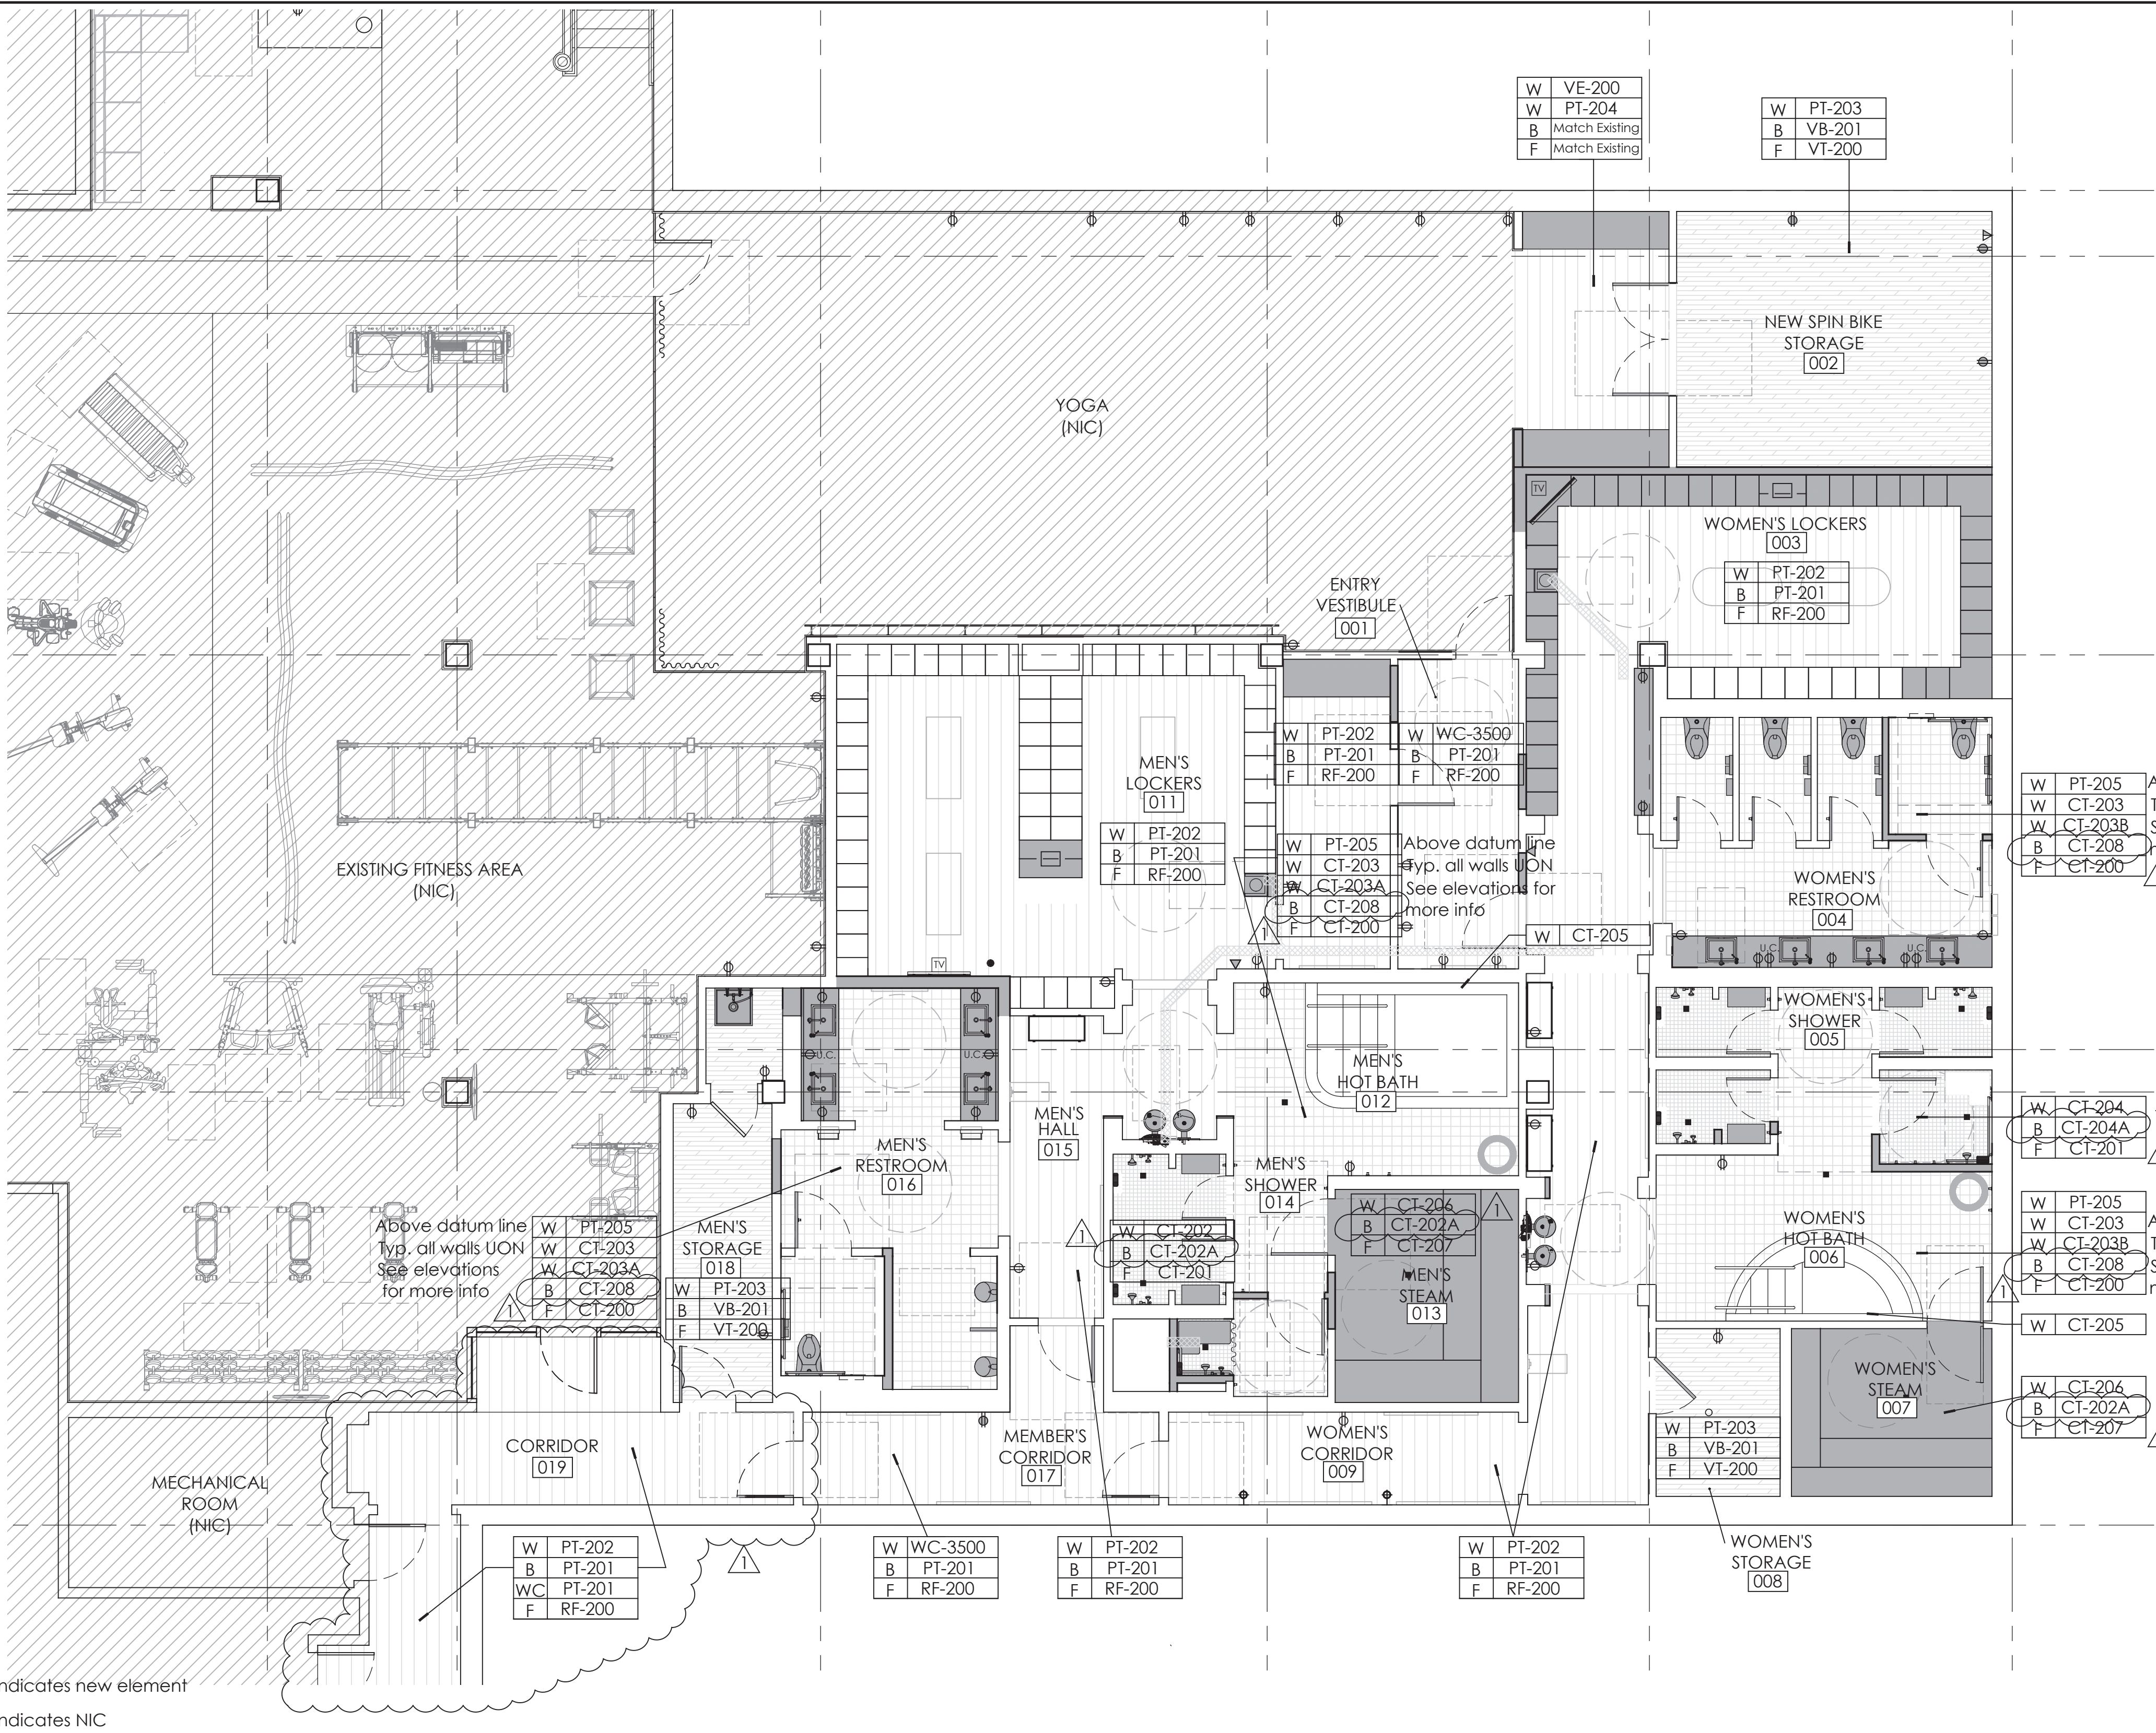 W VE-200
W PT-204
B Match Existing
F Match Existing
W PT-203
B VB-201
F VT-200
NEW SPIN BIKE
STORAGE
002
YOGA
(NIC)
TV
WOMEN'S LOCKERS
003
W PT-202
B PT-201
F RF-200
ENTRY
VESTIBULE
001
W PT-202
B PT-201
F RF-200
W WC-3500
B PT-201
F RF-200
MEN'S
LOCKERS
011
W PT-202
B PT-201
F RF-200
W PT-205
W CT-203
W CT-203A
B CT-208
F CT-200
1
Above datum line
Typ. all walls UON
See elevations for
more info
W PT-205
W CT-203
W CT-203B
B CT-208
F CT-200
EXISTING FITNESS AREA
(NIC)
WOMEN'S
RESTROOM
004
U.C.
U.C.
W CT-205
TV
WOMEN'S
SHOWER
005
U.C.
U.C.
MEN'S
HOT BATH
012
MEN'S
HALL
015
MEN'S
RESTROOM
016
MEN'S
SHOWER
014
W CT-204
B CT-204A
F CT-201
W CT-206
B CT-202A
F CT-207
1
MEN'S
STEAM
013
1
W CT-202
B CT-202A
F CT-201
Above datum line
Typ. all walls UON
See elevations
for more info
W PT-205
W CT-203
W CT-203A
B CT-208
F CT-200
1
MEN'S
STORAGE
018
W PT-203
B VB-201
F VT-200
WOMEN'S
HOT BATH
006
W PT-205
W CT-203
W CT-203B
B CT-208
F CT-200
1
W CT-205
WOMEN'S
STEAM
007
W CT-206
B CT-202A
F CT-207
W PT-203
B VB-201
F VT-200
CORRIDOR
019
MEMBER'S
CORRIDOR
017
WOMEN'S
CORRIDOR
009
MECHANICAL
ROOM
(NIC)
W PT-202
B PT-201
WC PT-201
F RF-200
1
W WC-3500
B PT-201
F RF-200
W PT-202
B PT-201
F RF-200
W PT-202
B PT-201
F RF-200
WOMEN'S
STORAGE
008
ndicates new element
ndicates NIC